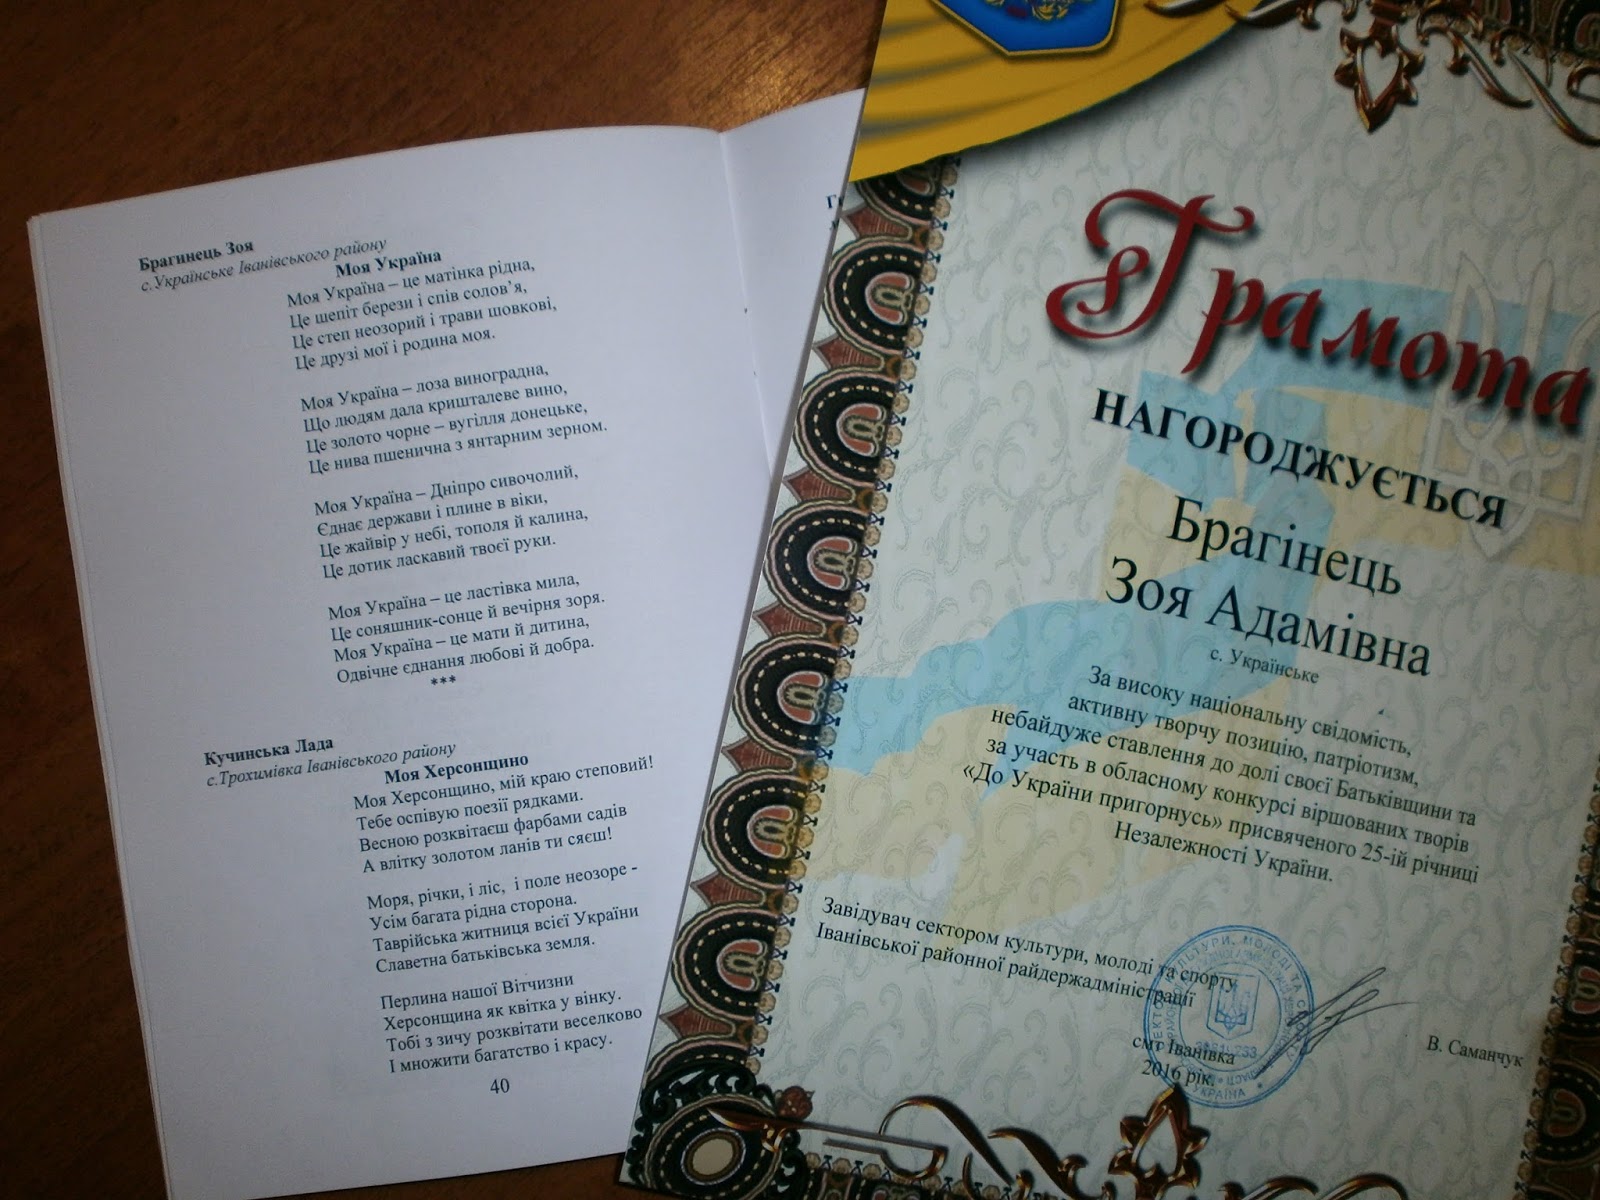 Брагинець Зоя
с.Українське Іванівського району
Моя Україна
Моя Україна – це матінка рідна,
Це шепіт берези і спів солов’я,
Це степ неозорий і трави шовкові,
Це друзі мої і родина моя.
Моя Україна – лоза виноградна,
Що людям дала кришталеве вино,
Це золото чорне – вугілля донецьке,
Це нива пшенична з янтарним зерном.
Моя Україна – Дніпро сивочолий,
Єднає держави і плине в віки,
Це жайвір у небі, тополя й калина,
Це дотик ласкавий твоєї руки.
Моя Україна – це ластівка мила,
Це соняшник-сонце й вечірня зоря.
Моя Україна – це мати й дитина,
Одвічне єднання любові й добра.
***
Кучинська Лада
с.Трохимівка Іванівського району
Моя Херсонщино
Моя Херсонщино, мій краю степовий!
Тебе оспівую поезії рядками.
Весною розквітаєш фарбами садів
А влітку золотом ланів ти сяєш!
Моря, річки, і ліс, і поле неозоре -
Усім багата рідна сторона.
Таврійська житниця всієї України
Славетна батьківська земля.
Перлина нашої Вітчизни
Херсонщина як квітка у вінку.
Тобі з зичу розквітати веселково
І множити багатство і красу.
40
Грамота
НАГОРОДЖУЄТЬСЯ
Брагінець
Зоя Адамівна
с. Українське
За високу національну свідомість,
активну творчу позицію, патріотизм,
небайдуже ставлення до долі своєї Батьківщини та
за участь в обласному конкурсі віршованих творів
«До України пригорнусь» присвяченого 25-ій річниці
Незалежності України.
Завідувач сектором культури, молоді та спорту
Іванівської районної райдержадміністрації
В. Саманчук
смт Іванівка
2016 рік.
УКРАЇНА